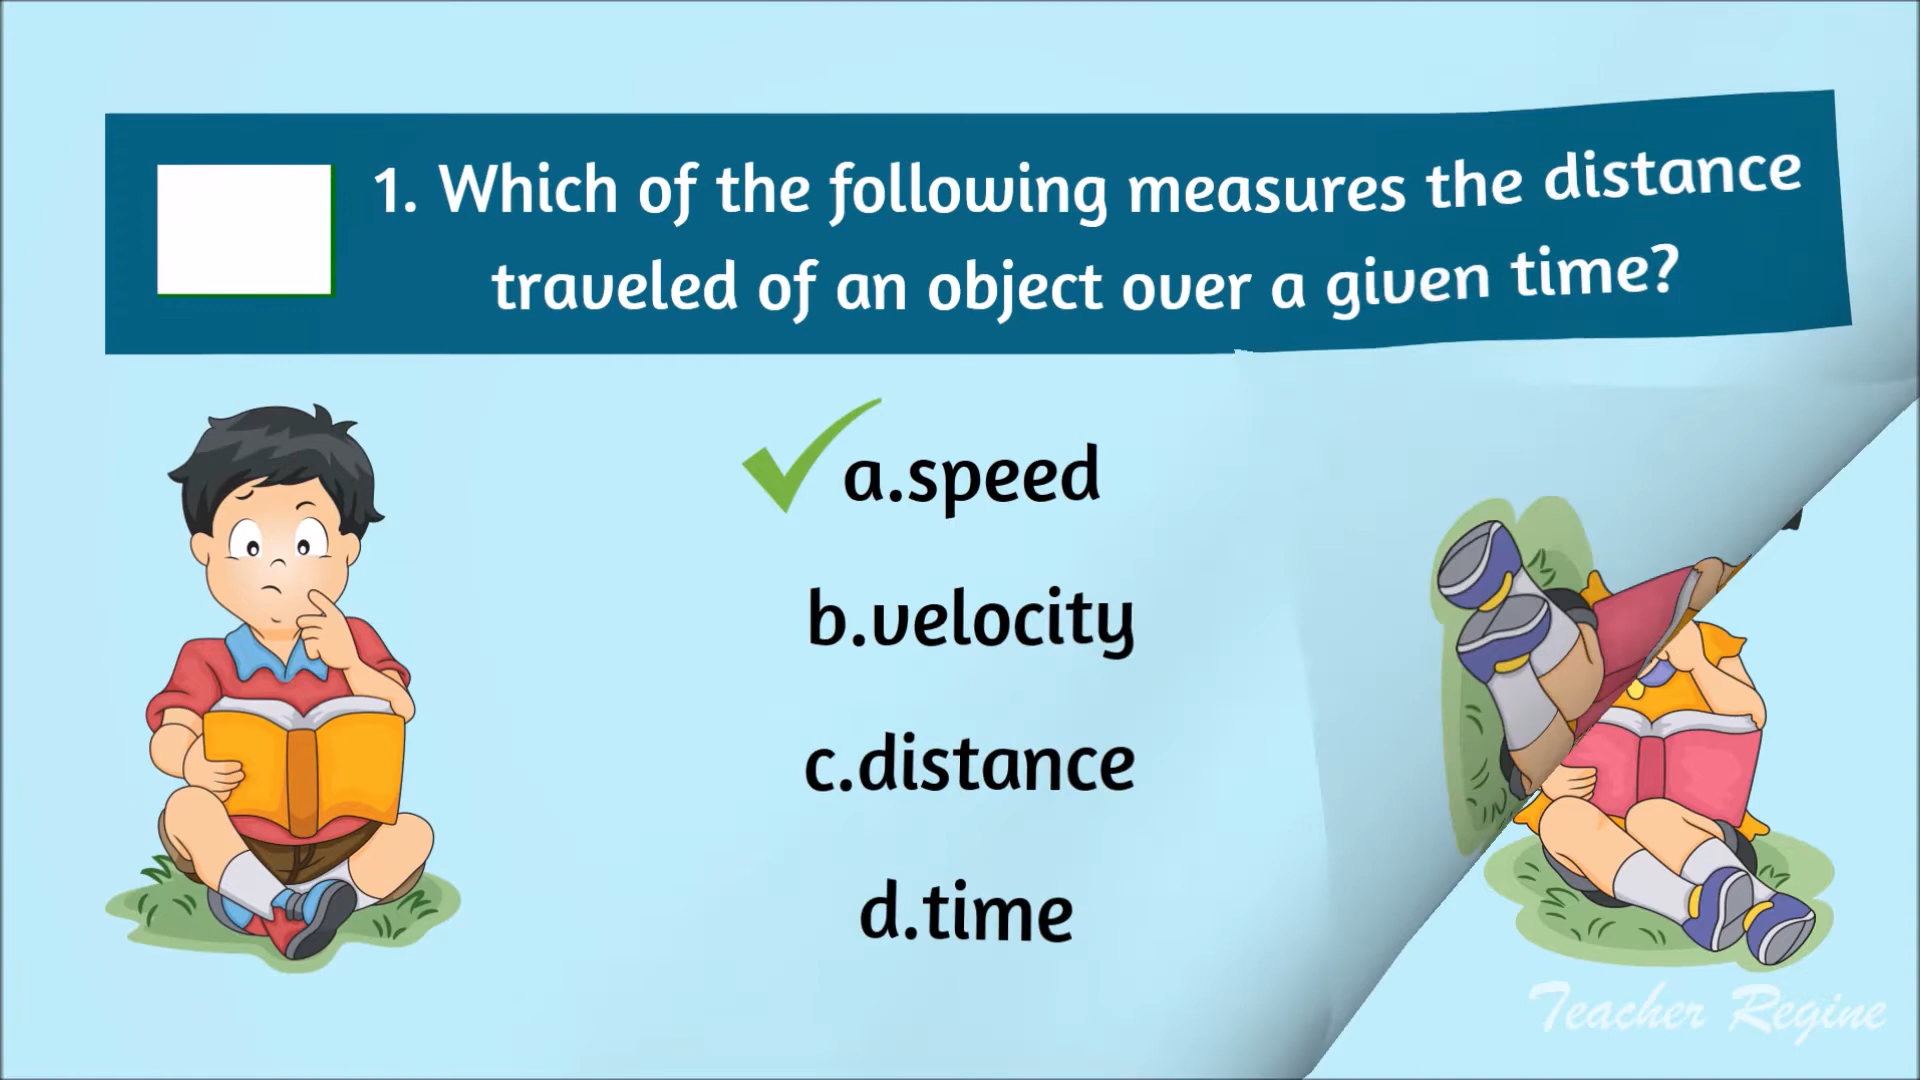 1. Which of the following measures the distance
traveled of an object over a given time?
a.speed
b.velocity
c.distance
d.time
Teacher Regine